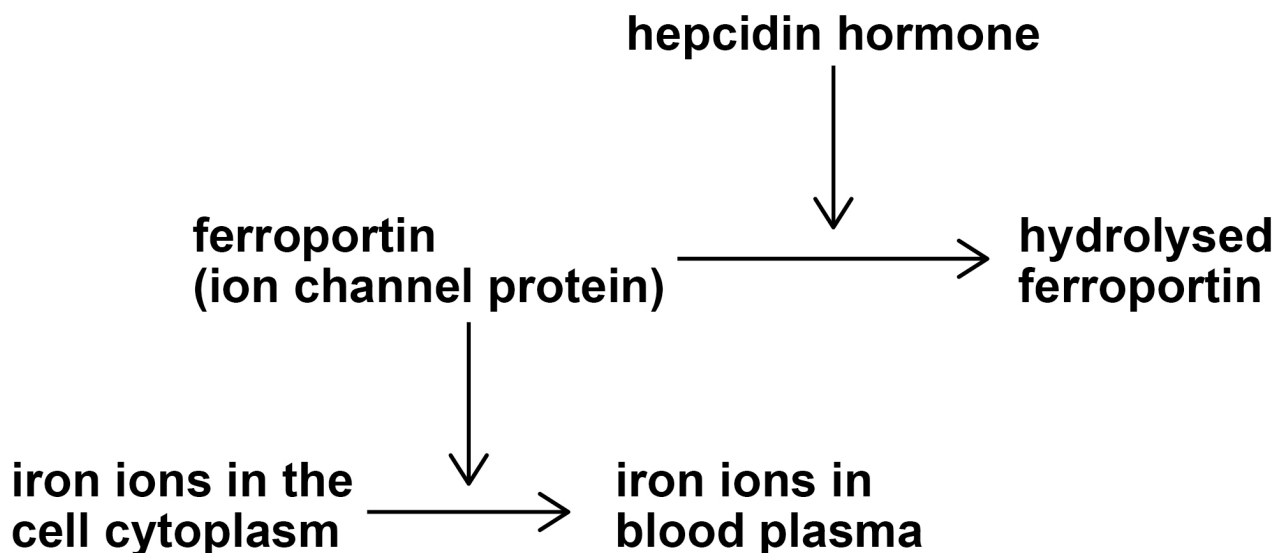 hepcidin hormone
ferroportin
(ion channel protein)
hydrolysed
ferroportin
iron ions in the
cell cytoplasm
iron ions in
blood plasma